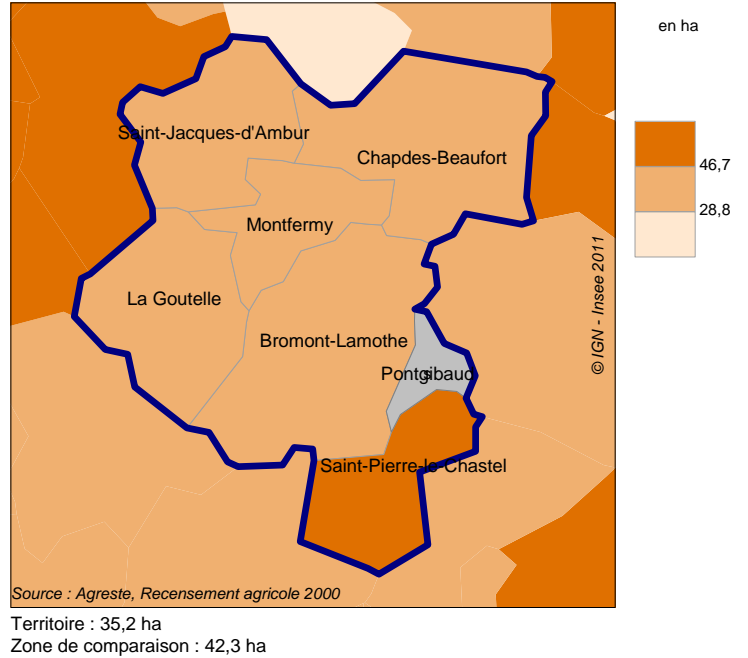 en ha
46,7
28,8
Saint-Jacques-d'Ambur
Chapdes-Beaufort
Montfermy
La Goutelle
Bromont-Lamothe
Pontgibaud
s
Saint-Pierre-le-Chastel
© IGN - Insee 2011
Source : Agreste, Recensement agricole 2000
Territoire : 35,2 ha
Zone de comparaison : 42,3 ha